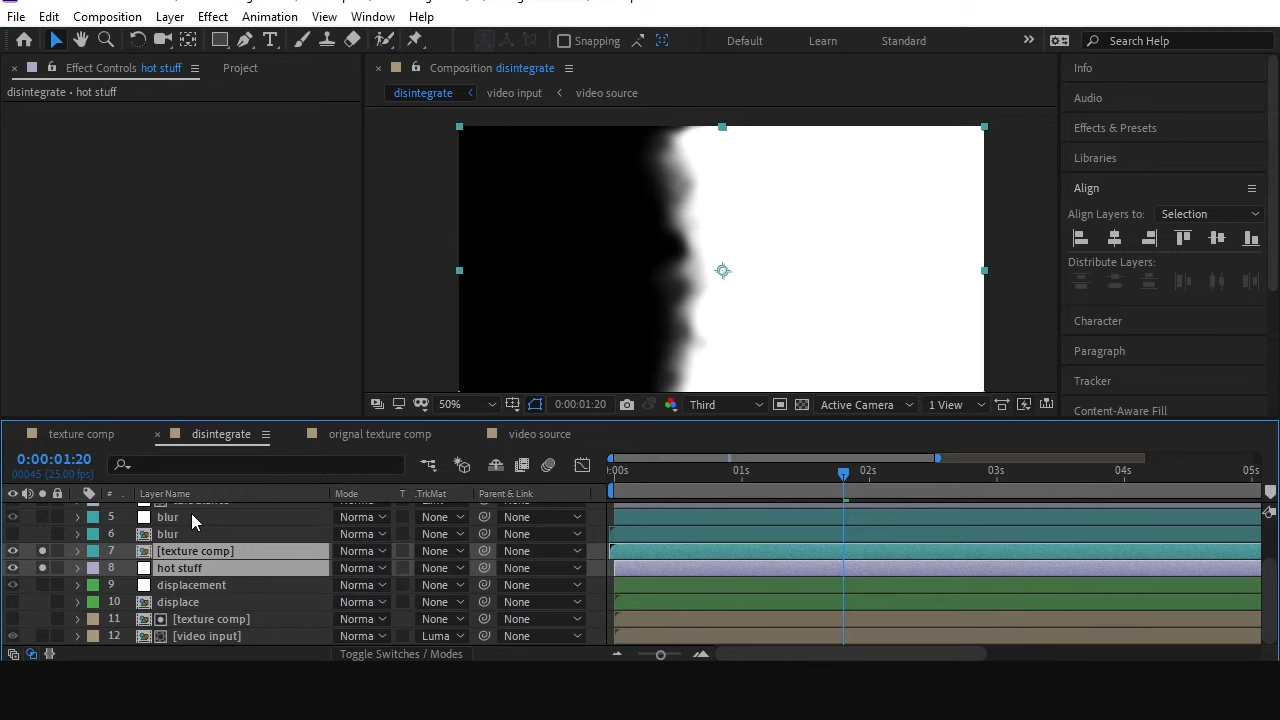 File Edit Composition Layer Effect Animation View Window Help
Snapping Default Learn Standard Search Help
Effect Controls hot stuff Project
Composition disintegrate
disintegrate • hot stuff
disintegrate video input video source
Info
Audio
Effects & Presets
Libraries
Align
Align Layers to: Selection
Distribute Layers:
Character
Paragraph
Tracker
Content-Aware Fill
50% 0:00:01:20 Third Active Camera 1 View
texture comp disintegrate orignal texture comp video source
0:00:01:20
00045 (25.00 fps)
:00s 01s 02s 03s 04s 05s
# Layer Name Mode T .TrkMat Parent & Link
5 blur Norma None None
6 blur Norma None None
7 [texture comp] Norma None None
8 hot stuff Norma None None
9 displacement Norma None None
10 displace Norma None None
11 [texture comp] Norma None None
12 [video input] Norma Luma None
Toggle Switches / Modes